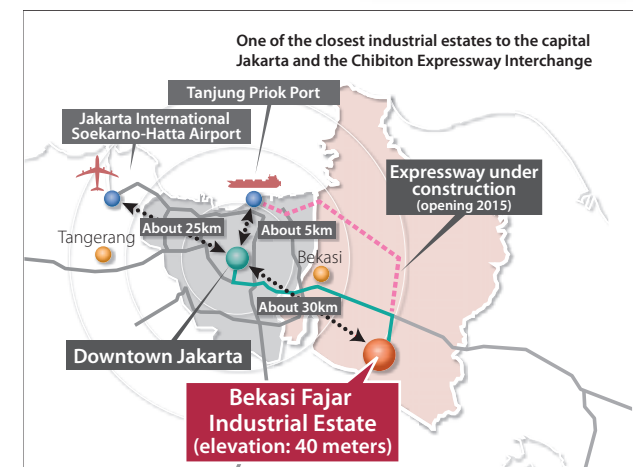 One of the closest industrial estates to the capital
Jakarta and the Chibiton Expressway Interchange
Tanjung Priok Port
Jakarta International
Soekarno-Hatta Airport
Expressway under
construction
(opening 2015)
Tangerang
About 25km
About 5km
Bekasi
About 30km
Downtown Jakarta
Bekasi Fajar
Industrial Estate
(elevation: 40 meters)